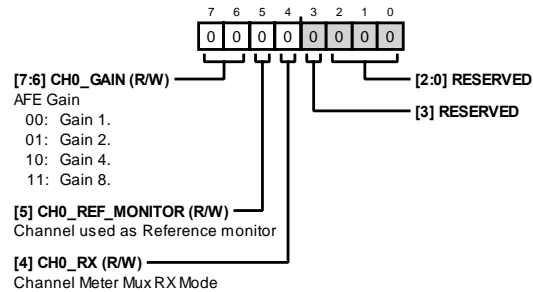 7 6 5 4 3 2 1 0
0 0 0 0 0 0 0 0
[7:6] CH0_GAIN (R/W)
AFE Gain
00: Gain 1.
01: Gain 2.
10: Gain 4.
11: Gain 8.
[5] CH0_REF_MONITOR (R/W)
Channel used as Reference monitor
[4] CH0_RX (R/W)
Channel Meter Mux RX Mode
[2:0] RESERVED
[3] RESERVED